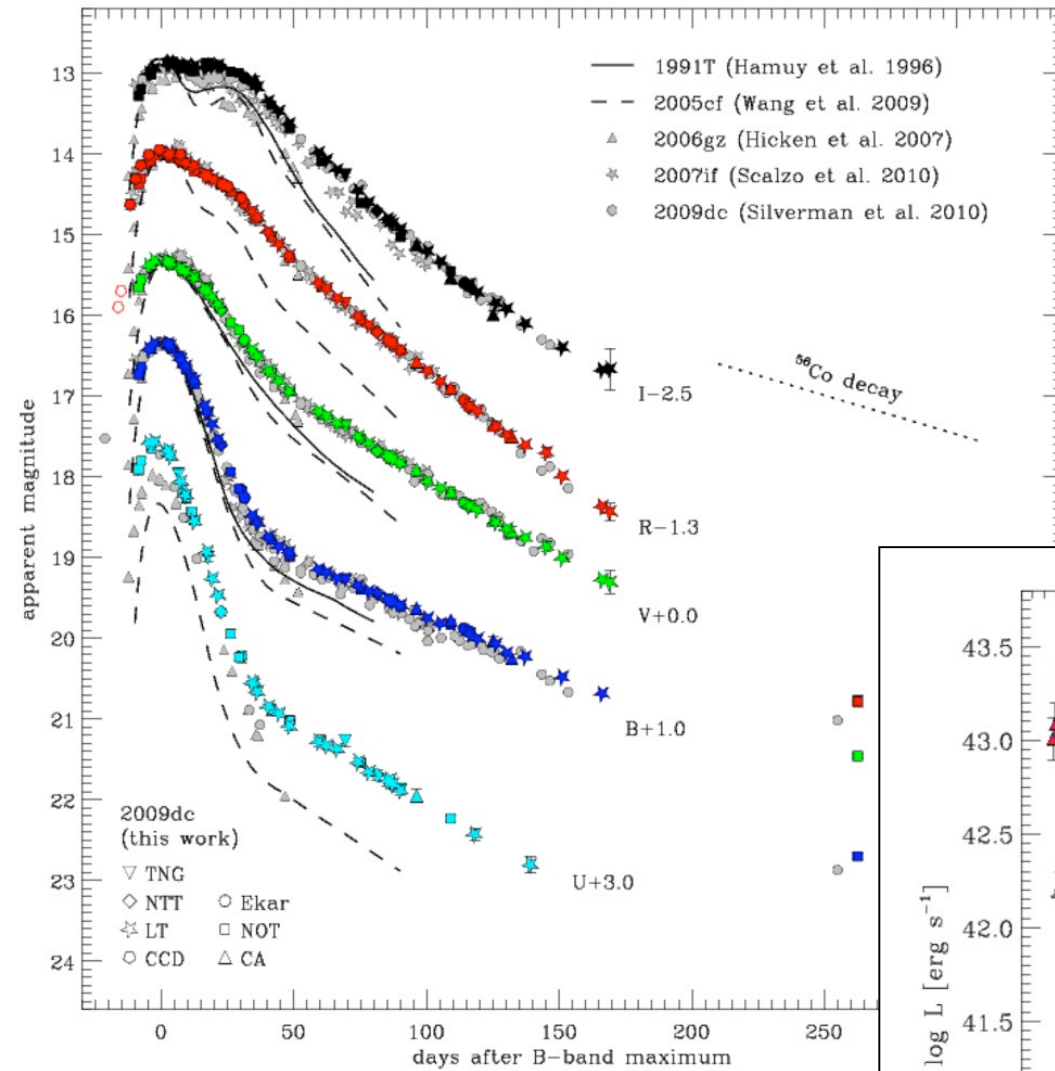 13
14
15
16
17
18
19
20
21
22
23
24
apparent magnitude
1991T (Hamuy et al. 1996)
2005cf (Wang et al. 2009)
2006gz (Hicken et al. 2007)
2007if (Scalzo et al. 2010)
2009dc (Silverman et al. 2010)
⁵⁶Co decay
I−2.5
R−1.3
V+0.0
B+1.0
U+3.0
2009dc
(this work)
TNG
NTT Ekar
LT NOT
CCD CA
0 50 100 150 200 250
days after B−band maximum
43.5
43.0
42.5
42.0
41.5
log L [erg s⁻¹]